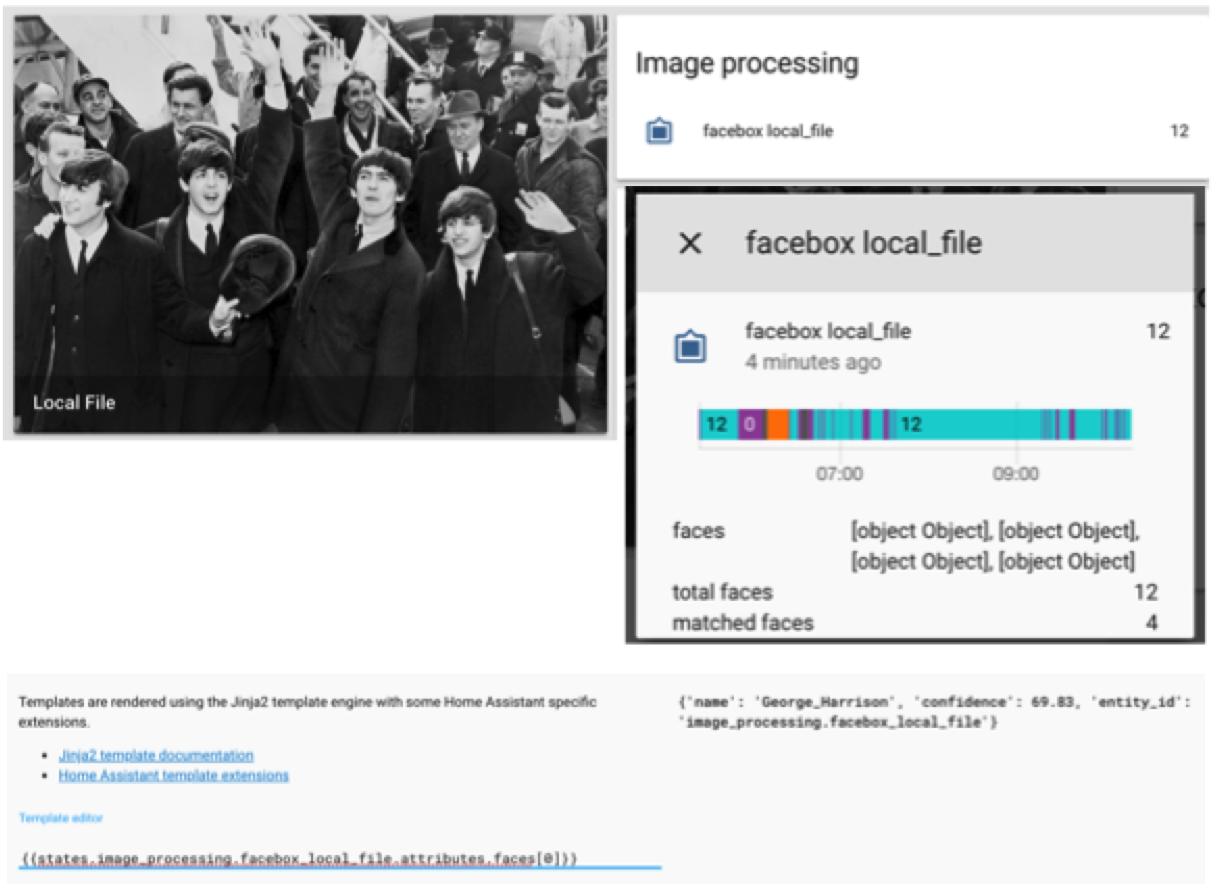 Local File
Image processing
facebox local_file 12
× facebox local_file
facebox local_file 12
4 minutes ago
12 0 12
07:00 09:00
faces [object Object], [object Object],
[object Object], [object Object]
total faces 12
matched faces 4
Templates are rendered using the Jinja2 template engine with some Home Assistant specific
extensions.
• Jinja2 template documentation
• Home Assistant template extensions
Template editor
{{states.image_processing.facebox_local_file.attributes.faces[0]}}
{'name': 'George_Harrison', 'confidence': 69.83, 'entity_id':
'image_processing.facebox_local_file'}